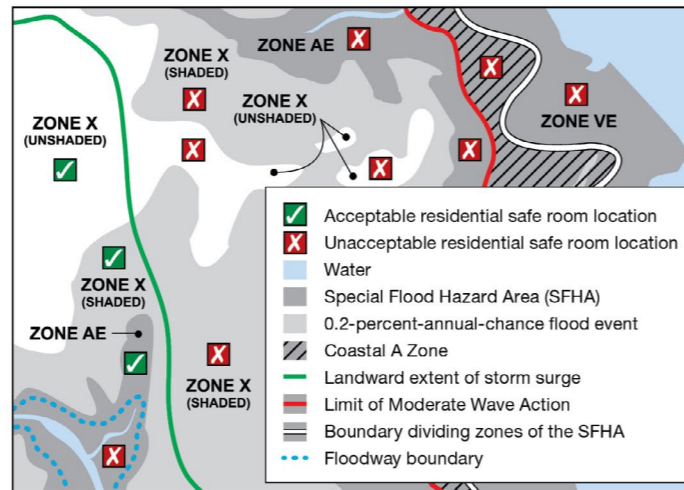 ZONE AE
ZONE X
(SHADED)
ZONE X
(UNSHADED)
ZONE X
(UNSHADED)
ZONE VE
ZONE X
(SHADED)
ZONE AE
ZONE X
(SHADED)
Acceptable residential safe room location
Unacceptable residential safe room location
Water
Special Flood Hazard Area (SFHA)
0.2-percent-annual-chance flood event
Coastal A Zone
Landward extent of storm surge
Limit of Moderate Wave Action
Boundary dividing zones of the SFHA
Floodway boundary